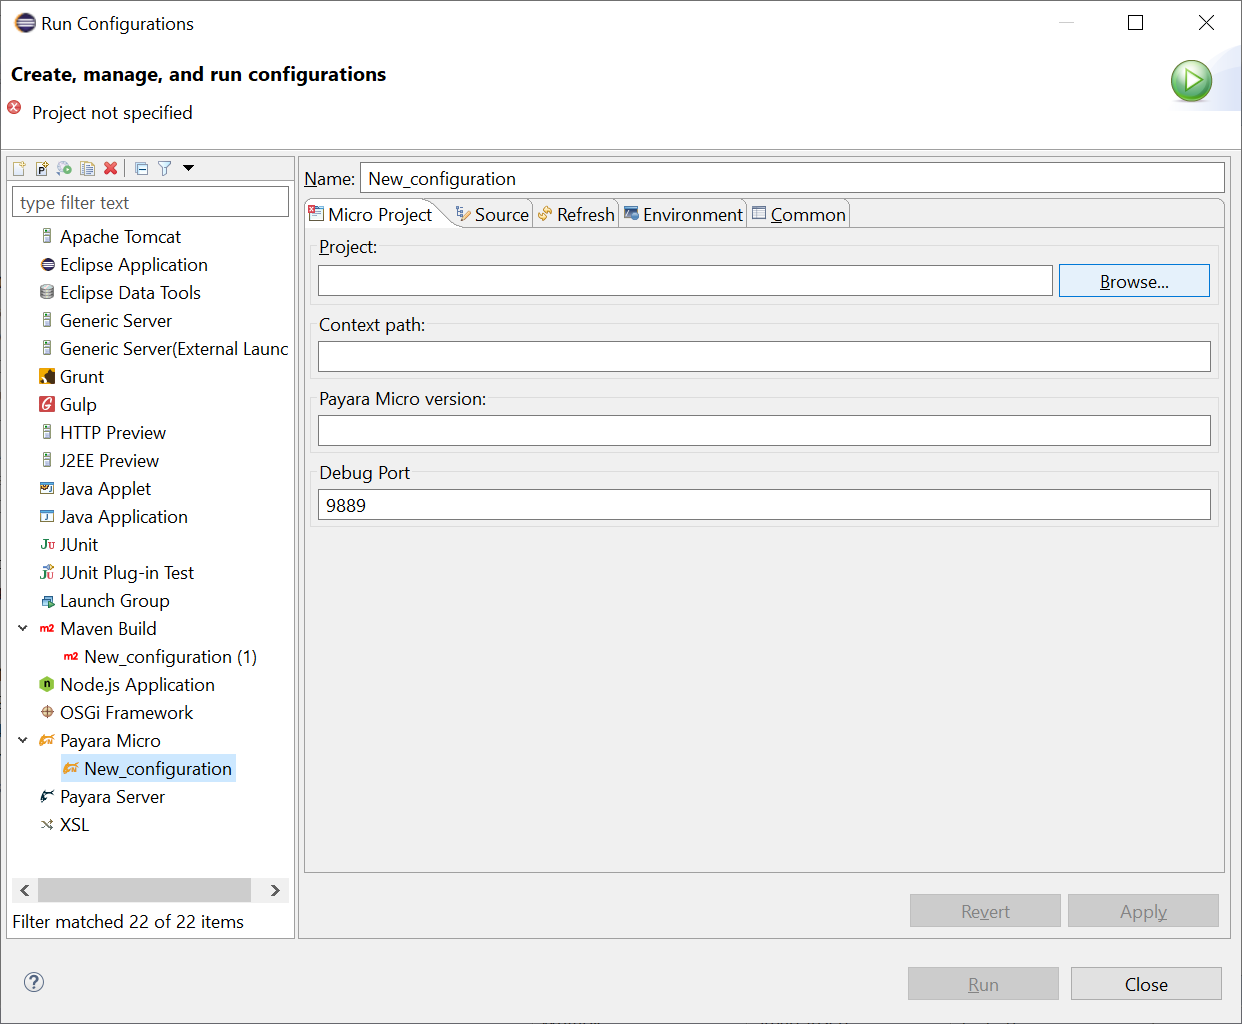 Run Configurations
Create, manage, and run configurations
Project not specified
type filter text
Apache Tomcat
Eclipse Application
Eclipse Data Tools
Generic Server
Generic Server(External Launc
Grunt
Gulp
HTTP Preview
J2EE Preview
Java Applet
Java Application
JUnit
JUnit Plug-in Test
Launch Group
Maven Build
New_configuration (1)
Node.js Application
OSGi Framework
Payara Micro
New_configuration
Payara Server
XSL
Filter matched 22 of 22 items
Name: New_configuration
Micro Project Source Refresh Environment Common
Project:
Browse...
Context path:
Payara Micro version:
Debug Port
9889
Revert Apply
Run Close